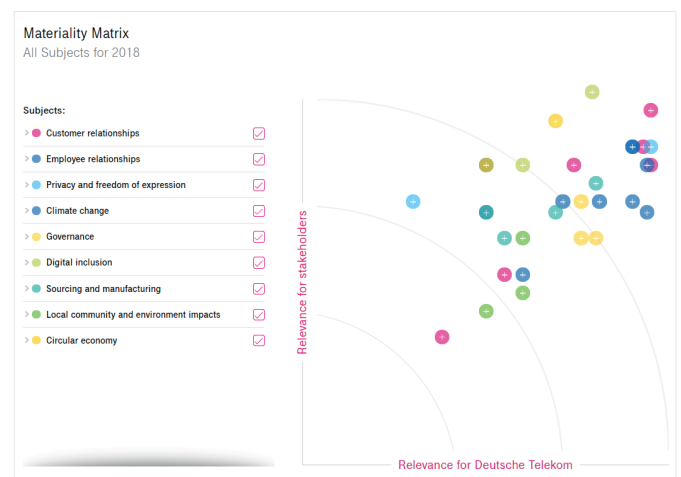 Materiality Matrix
All Subjects for 2018
Subjects:
Customer relationships
Employee relationships
Privacy and freedom of expression
Climate change
Governance
Digital inclusion
Sourcing and manufacturing
Local community and environment impacts
Circular economy
Relevance for stakeholders
Relevance for Deutsche Telekom